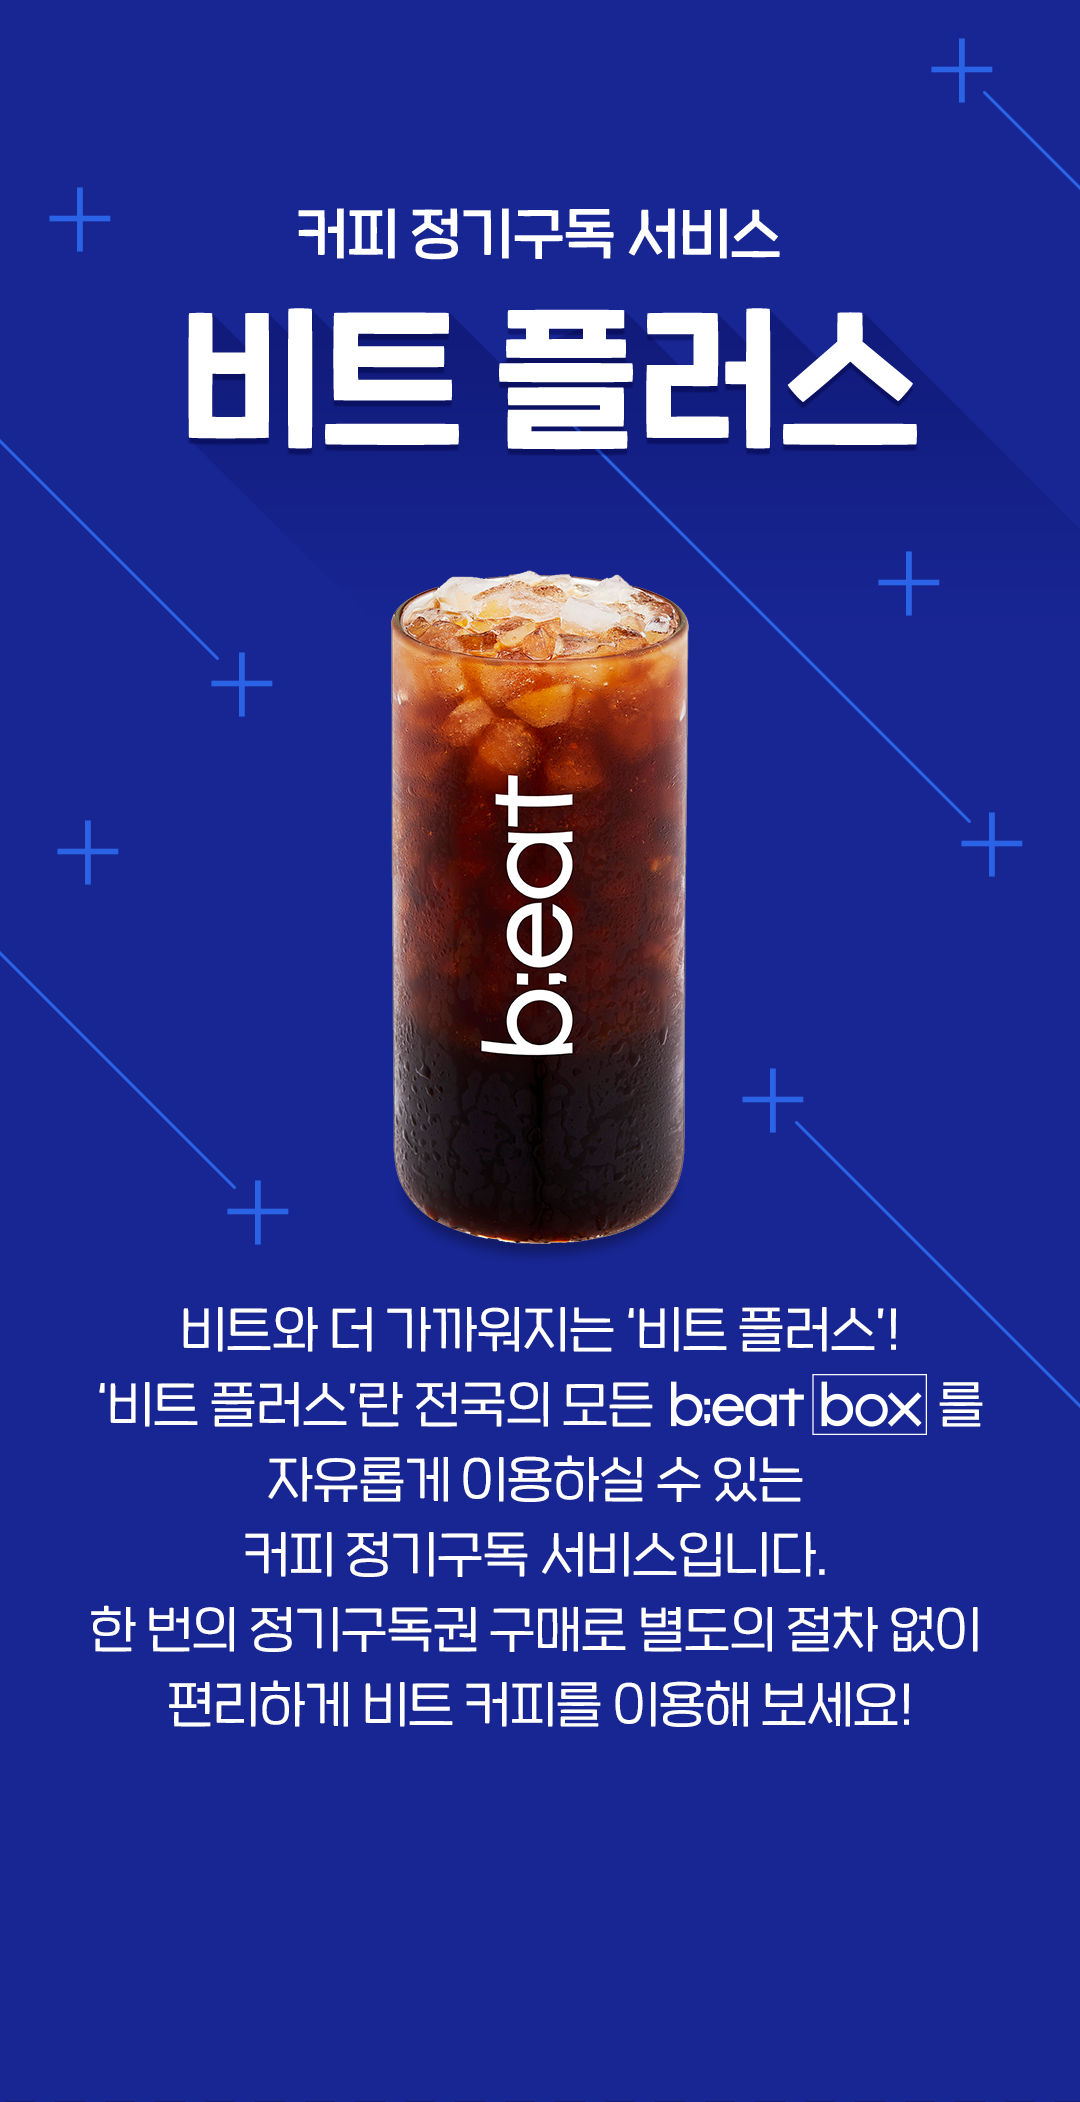 커피 정기구독 서비스
비트 플러스
b;eat
비트와 더 가까워지는 ‘비트 플러스’!
‘비트 플러스’란 전국의 모든 b;eat box 를
자유롭게 이용하실 수 있는
커피 정기구독 서비스입니다.
한 번의 정기구독권 구매로 별도의 절차 없이
편리하게 비트 커피를 이용해 보세요!